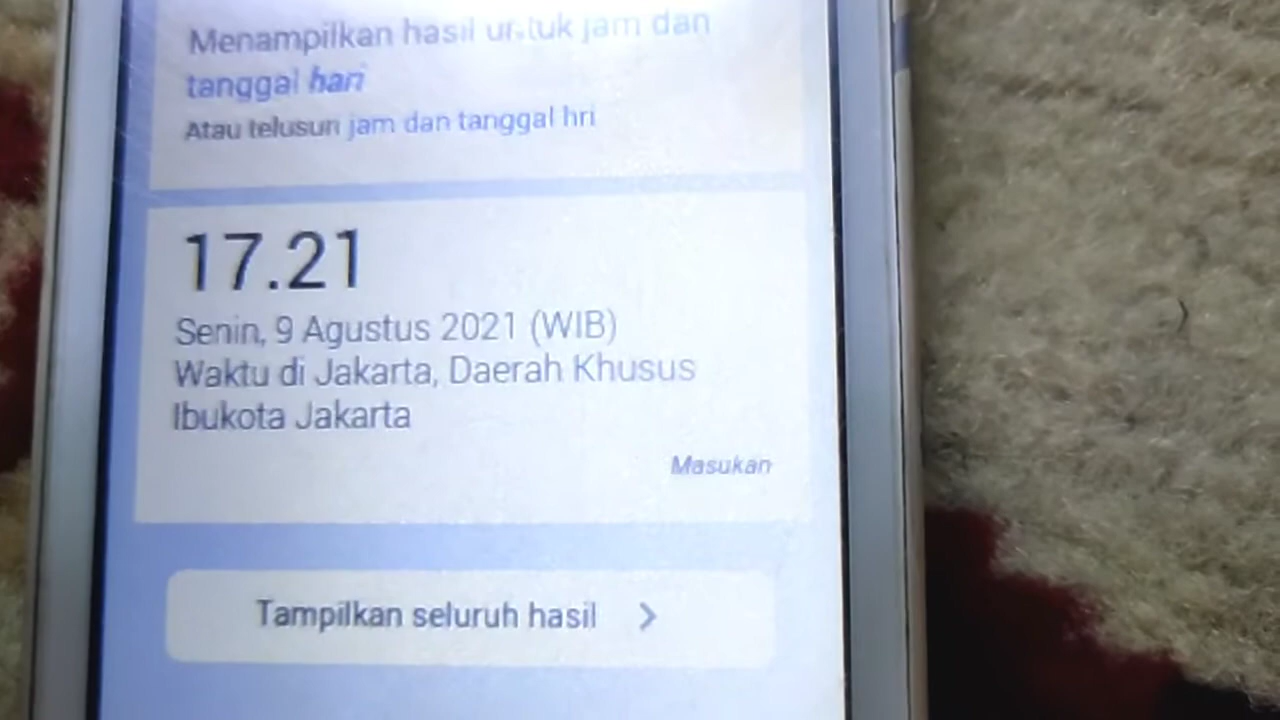 Menampilkan hasil untuk jam dan
tanggal hari
Atau telusuri jam dan tanggal hri
17.21
Senin, 9 Agustus 2021 (WIB)
Waktu di Jakarta, Daerah Khusus
Ibukota Jakarta
Masukan
Tampilkan seluruh hasil